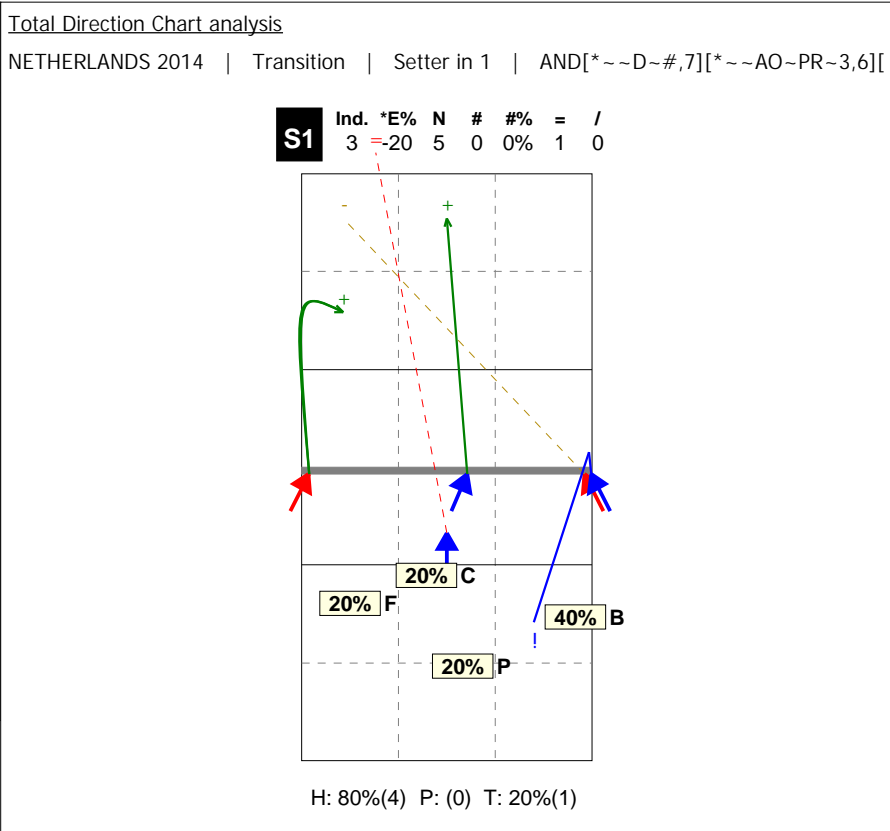 Total Direction Chart analysis
NETHERLANDS 2014 | Transition | Setter in 1 | AND[*~~D~#,7][*~~AO~PR~3,6][
S1
Ind. *E% N # #% = /
3 -20 5 0 0% 1 0
=
- +
+
20% C
20% F
40% B
!
20% P
H: 80%(4) P: (0) T: 20%(1)